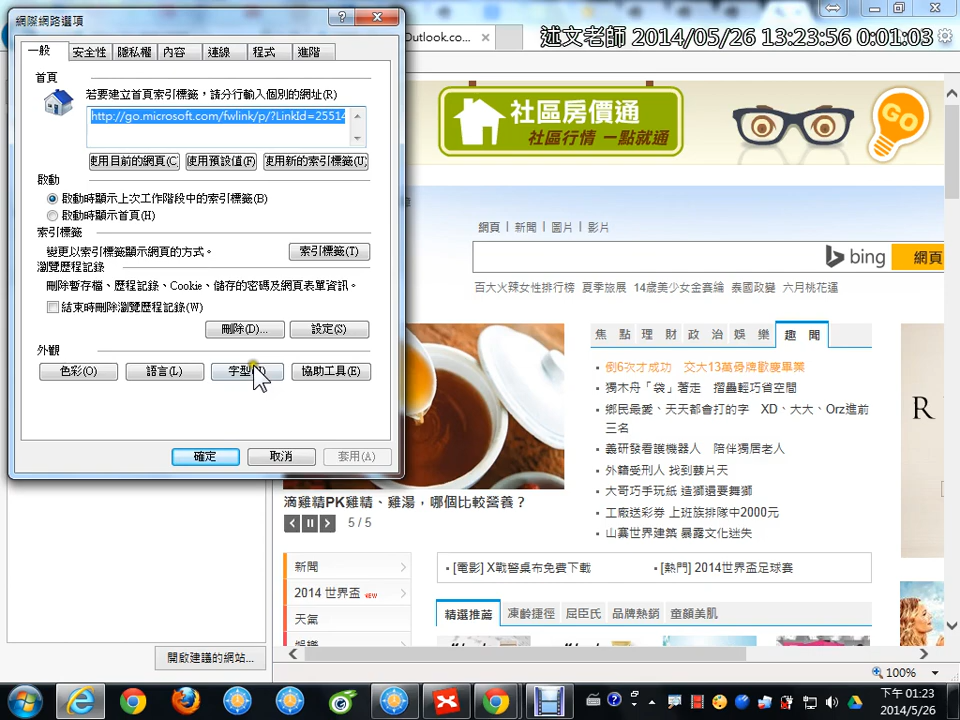 網際網路選項
Outlook.co...
述文老師 2014/05/26 13:23:56 0:01:03
一般 安全性 隱私權 內容 連線 程式 進階
首頁
若要建立首頁索引標籤，請分行輸入個別的網址(R)
http://go.microsoft.com/fwlink/p/?LinkId=25514
使用目前的網頁(C) 使用預設值(F) 使用新的索引標籤(U)
啟動
啟動時顯示上次工作階段中的索引標籤(B)
啟動時顯示首頁(H)
索引標籤
變更以索引標籤顯示網頁的方式。
索引標籤(T)
瀏覽歷程記錄
刪除暫存檔、歷程記錄、Cookie、儲存的密碼及網頁表單資訊。
結束時刪除瀏覽歷程記錄(W)
刪除(D)... 設定(S)
外觀
色彩(O) 語言(L) 字型 協助工具(E)
確定 取消 套用(A)
開啟建議的網站...
社區房價通
社區行情 一點就通
GO
網頁 | 新聞 | 圖片 | 影片
bing 網頁
百大火辣女性排行榜 夏季旅展 14歲美少女金賽綸 泰國政變 六月桃花運
焦點 理財 政治 娛樂 趣聞
倒6次才成功 交大13萬骨牌歡慶畢業
獨木舟「袋」著走 摺疊輕巧省空間
鄉民最愛、天天都會打的字 XD、大大、Orz進前三名
義研發看護機器人 陪伴獨居老人
外籍受刑人 找到藝片天
大哥巧手玩紙 造獅還要舞獅
工廠送彩券 上班族排隊中2000元
山寨世界建築 暴露文化迷失
R
滴雞精PK雞精、雞湯，哪個比較營養？
5 / 5
新聞
2014 世界盃 NEW
天氣
娛樂
[電影] X戰警桌布免費下載
[熱門] 2014世界盃足球賽
精選推薦 凍齡捷徑 屈臣氏 品牌熱銷 童顏美肌
100%
下午 01:23
2014/5/26